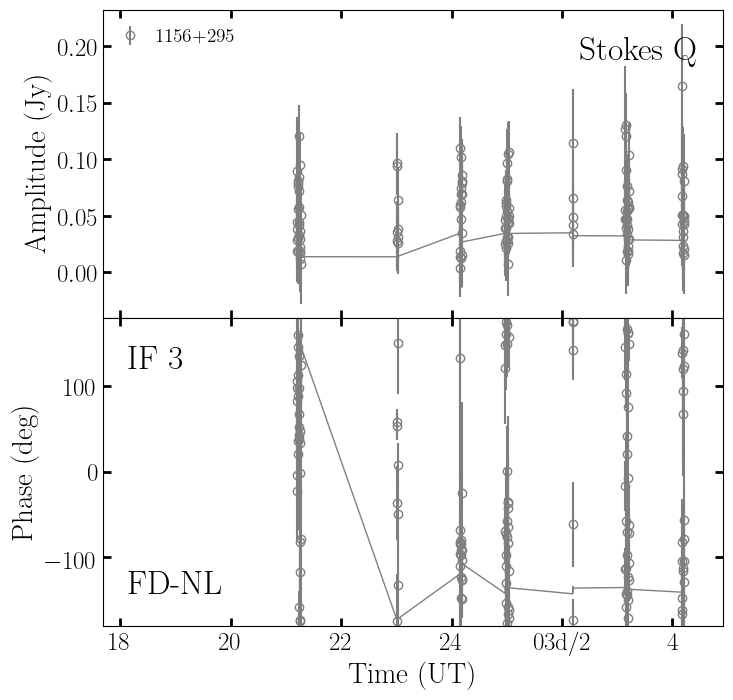 1156+295
Stokes Q
Amplitude (Jy)
0.20
0.15
0.10
0.05
0.00
IF 3
FD-NL
Phase (deg)
100
0
−100
18 20 22 24 03d/2 4
Time (UT)